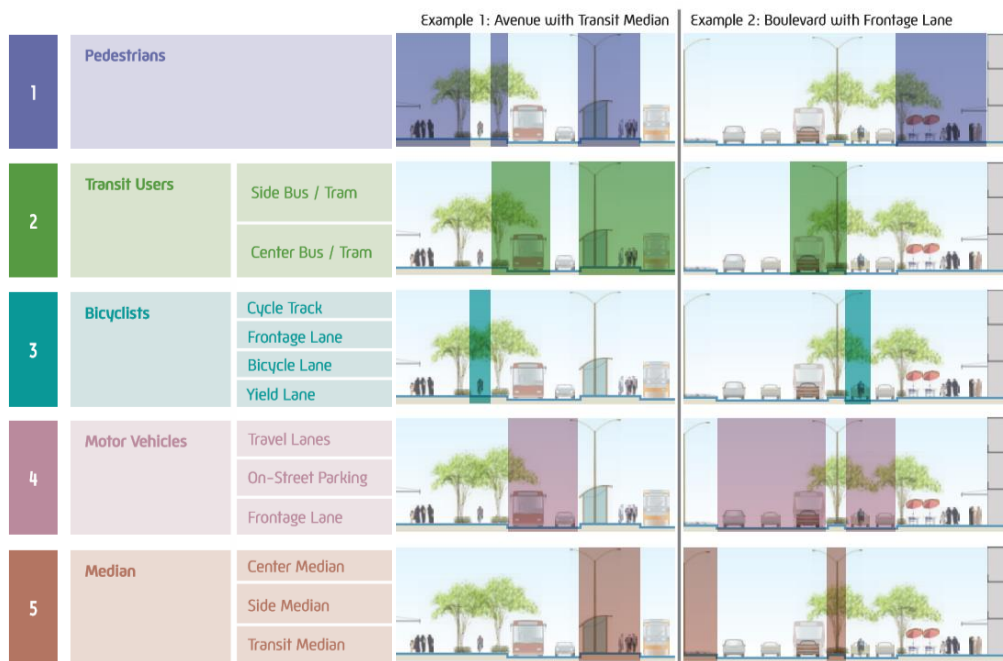 Example 1: Avenue with Transit Median
Example 2: Boulevard with Frontage Lane
1
Pedestrians
2
Transit Users
Side Bus / Tram
Center Bus / Tram
3
Bicyclists
Cycle Track
Frontage Lane
Bicycle Lane
Yield Lane
4
Motor Vehicles
Travel Lanes
On-Street Parking
Frontage Lane
5
Median
Center Median
Side Median
Transit Median